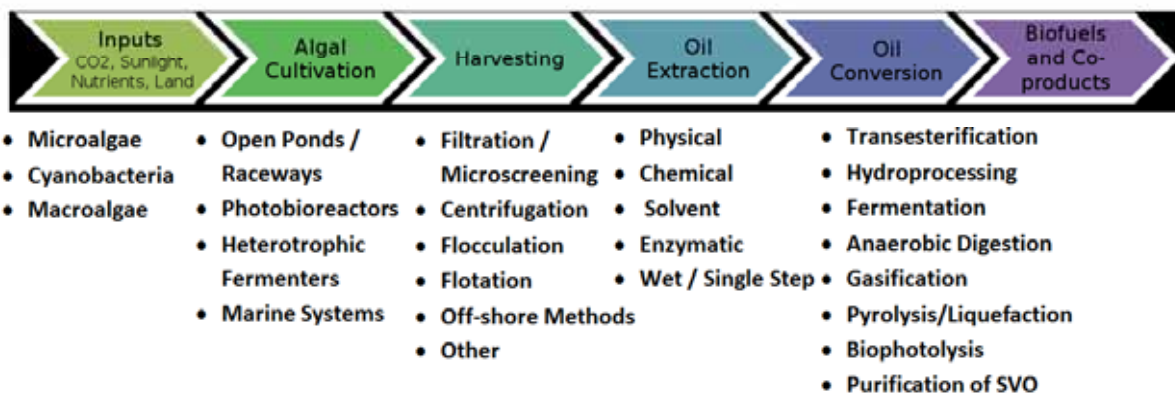 Inputs
CO2, Sunlight,
Nutrients, Land
Algal
Cultivation
Harvesting
Oil
Extraction
Oil
Conversion
Biofuels
and Co-
products
• Microalgae
• Cyanobacteria
• Macroalgae
• Open Ponds /
Raceways
• Photobioreactors
• Heterotrophic
Fermenters
• Marine Systems
• Filtration /
Microscreening
• Centrifugation
• Flocculation
• Flotation
• Off-shore Methods
• Other
• Physical
• Chemical
• Solvent
• Enzymatic
• Wet / Single Step
• Transesterification
• Hydroprocessing
• Fermentation
• Anaerobic Digestion
• Gasification
• Pyrolysis/Liquefaction
• Biophotolysis
• Purification of SVO